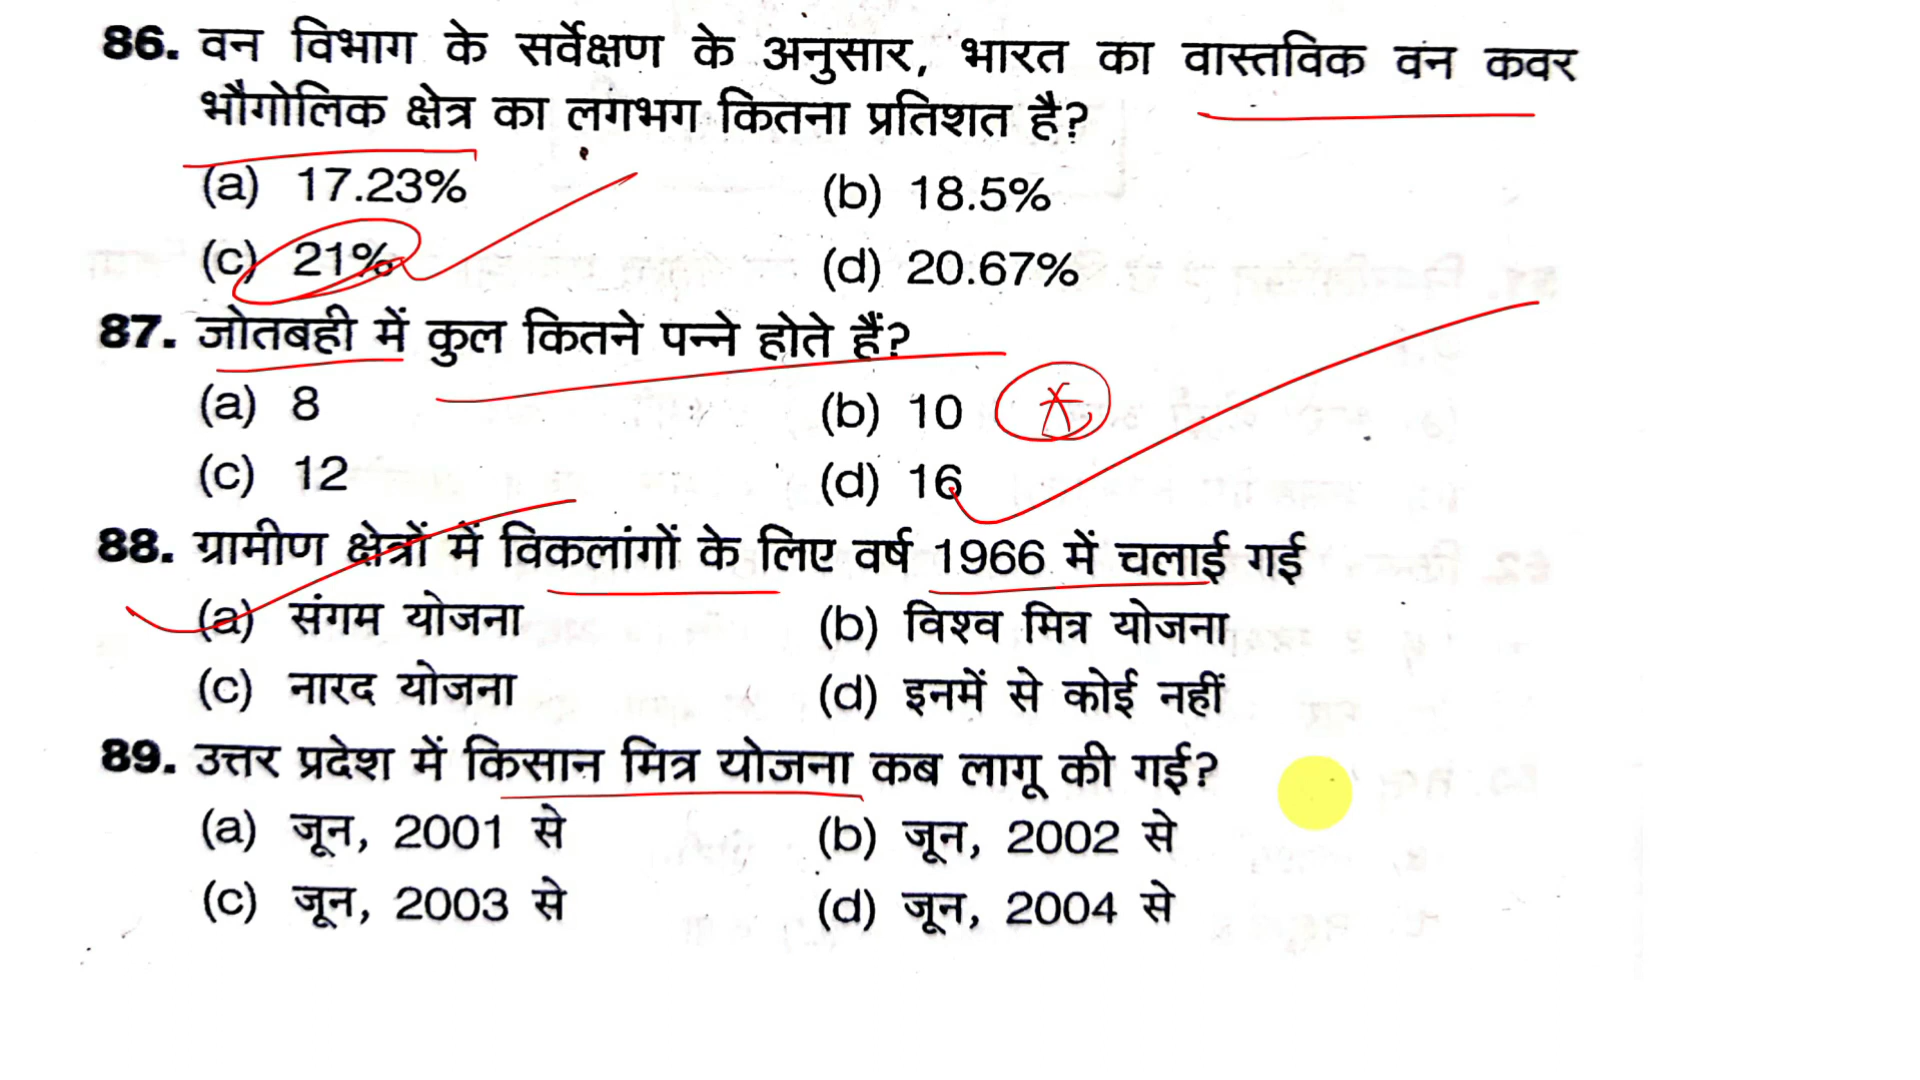 86. वन विभाग के सर्वेक्षण के अनुसार, भारत का वास्तविक वन कवर
भौगोलिक क्षेत्र का लगभग कितना प्रतिशत है?
(a) 17.23% (b) 18.5%
(c) 21% (d) 20.67%
87. जोतबही में कुल कितने पन्ने होते हैं?
(a) 8 (b) 10
(c) 12 (d) 16
88. ग्रामीण क्षेत्रों में विकलांगों के लिए वर्ष 1966 में चलाई गई
(a) संगम योजना (b) विश्व मित्र योजना
(c) नारद योजना (d) इनमें से कोई नहीं
89. उत्तर प्रदेश में किसान मित्र योजना कब लागू की गई?
(a) जून, 2001 से (b) जून, 2002 से
(c) जून, 2003 से (d) जून, 2004 से